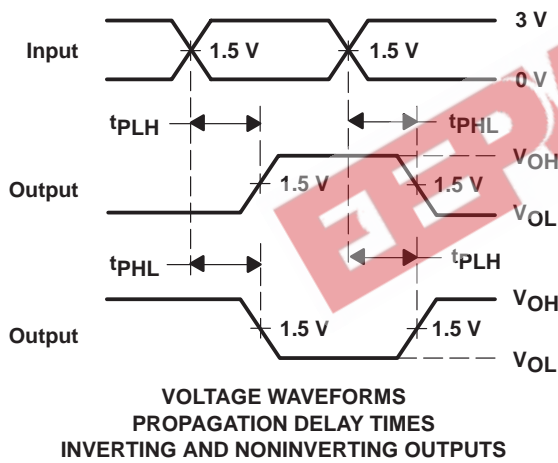 3 V
Input
1.5 V
1.5 V
0 V
tPLH
tPHL
VOH
Output
1.5 V
1.5 V
VOL
tPHL
tPLH
VOH
Output
1.5 V
1.5 V
VOL
VOLTAGE WAVEFORMS
PROPAGATION DELAY TIMES
INVERTING AND NONINVERTING OUTPUTS